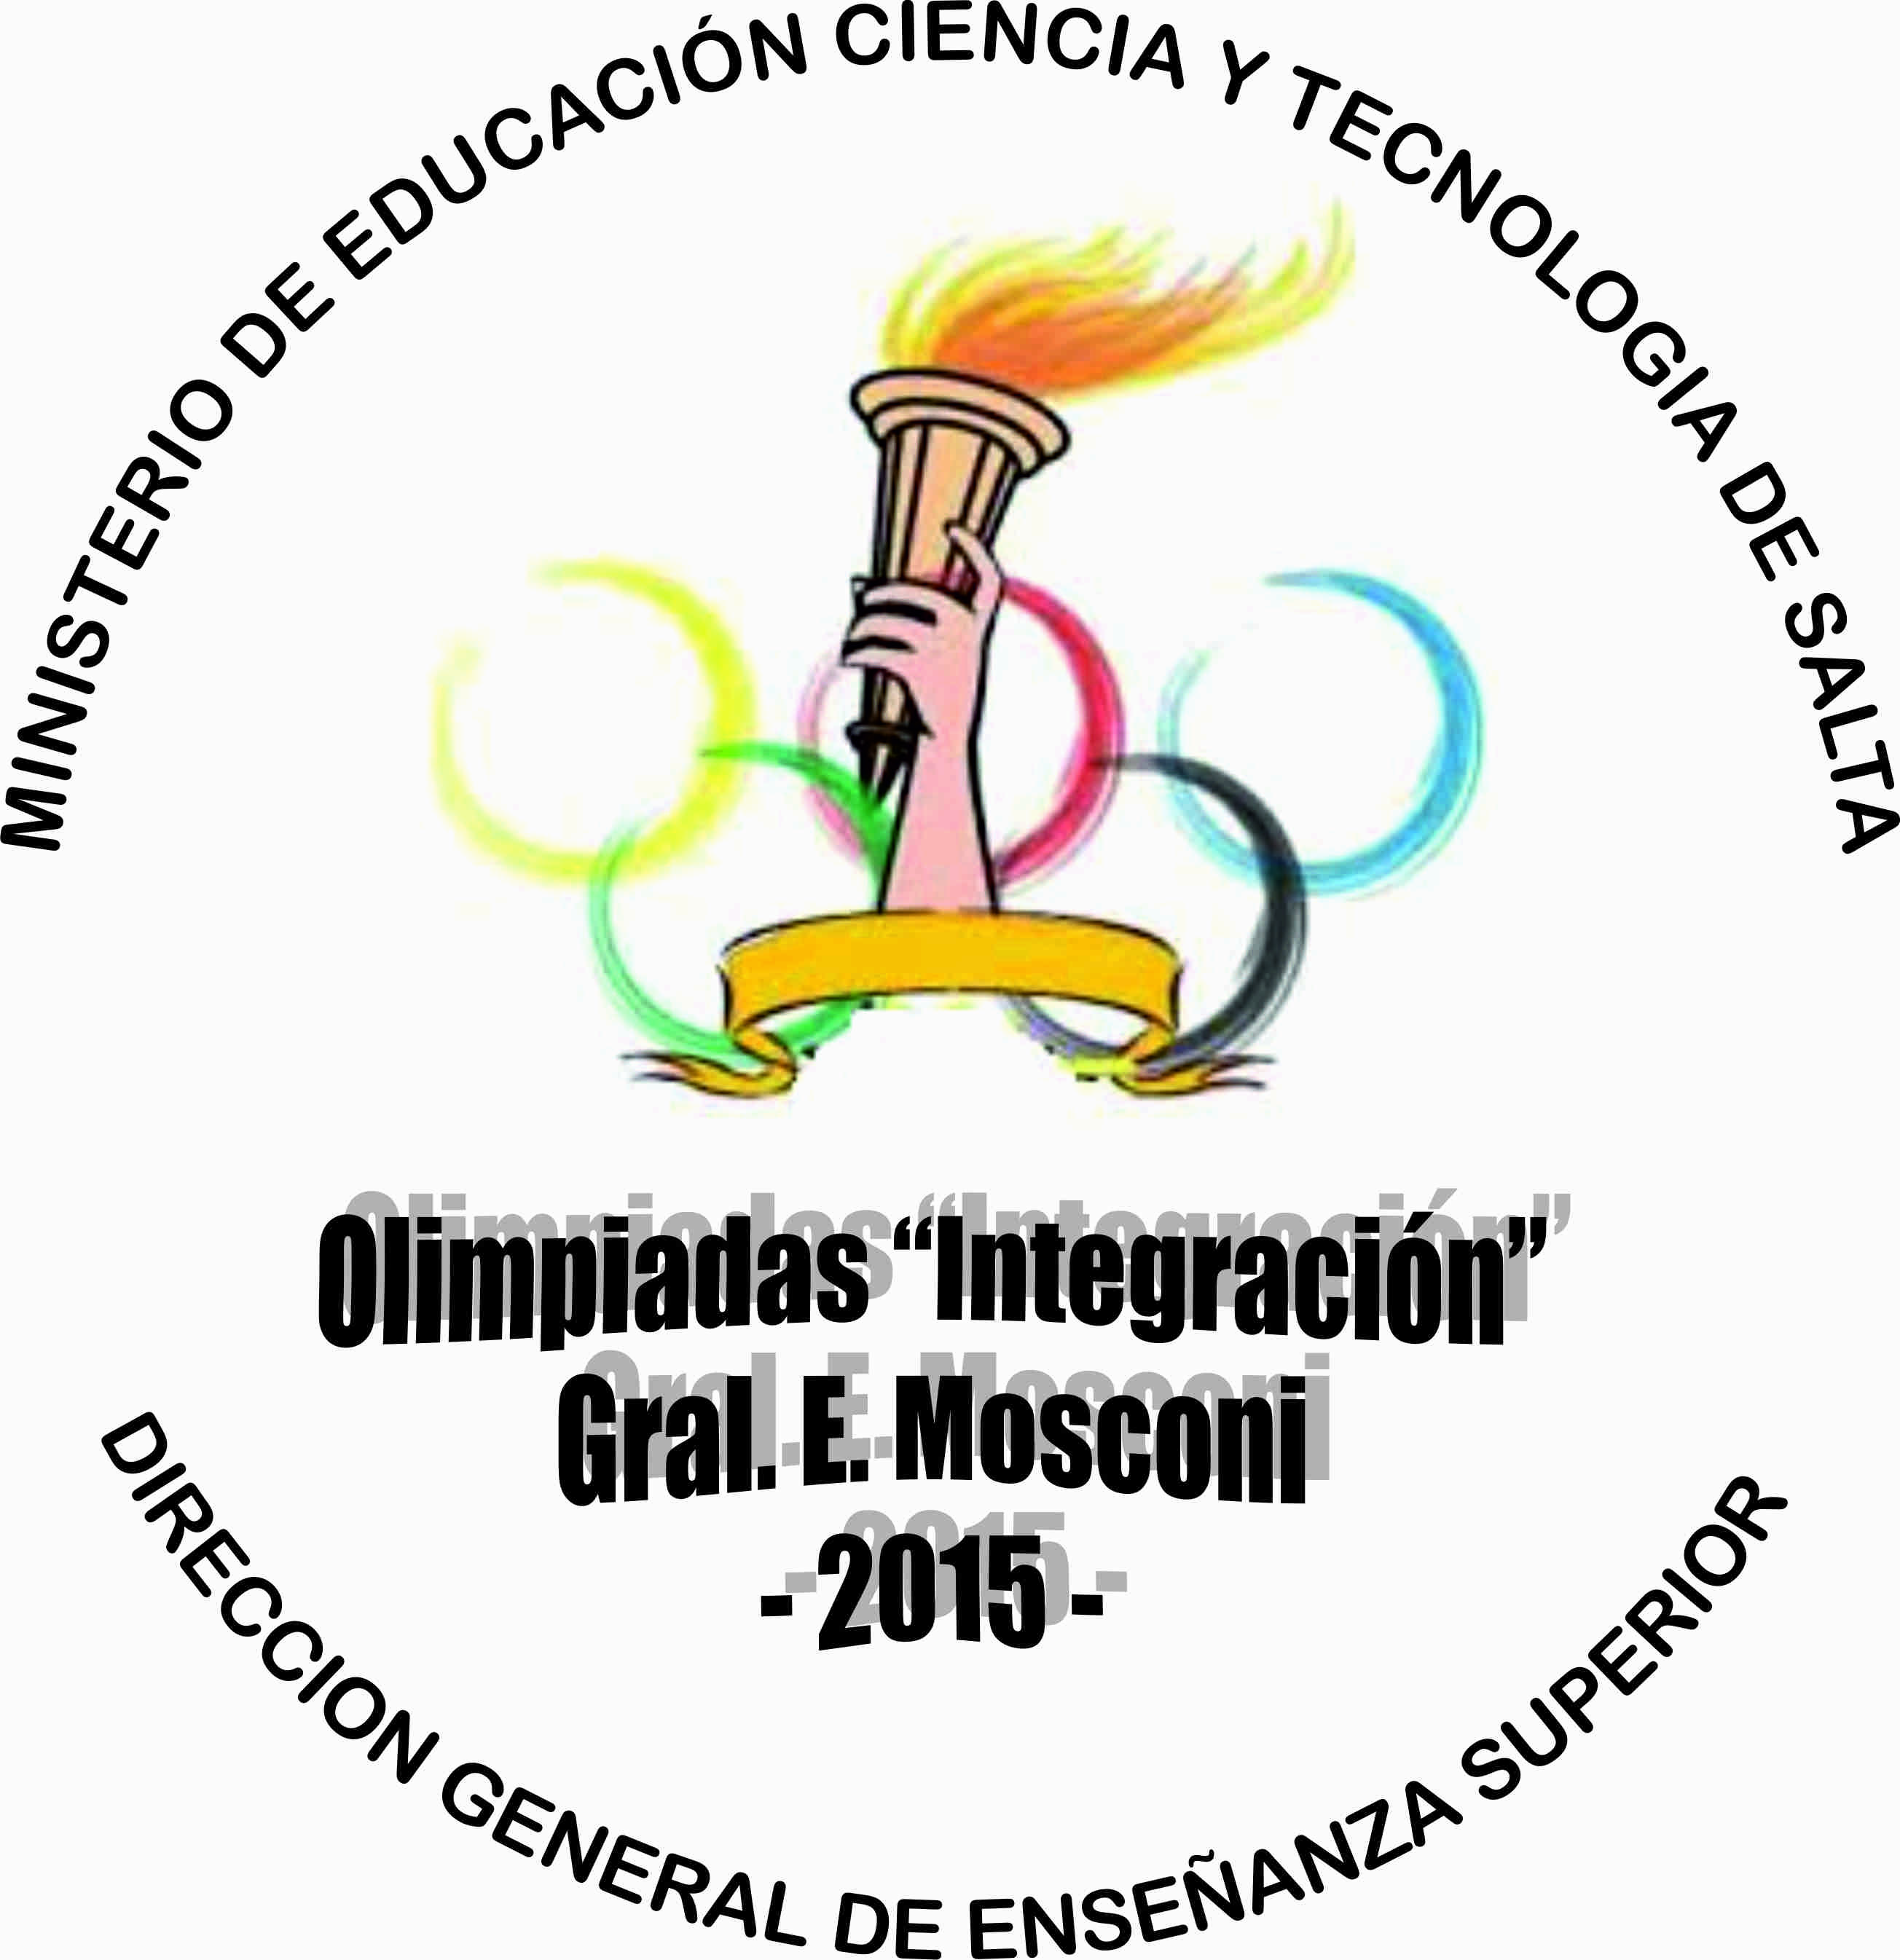 MINISTERIO DE EDUCACIÓN CIENCIA Y TECNOLOGIA DE SALTA
Olimpiadas “Integración”
Gral. E. Mosconi
-2015-
DIRECCION GENERAL DE ENSEÑANZA SUPERIOR